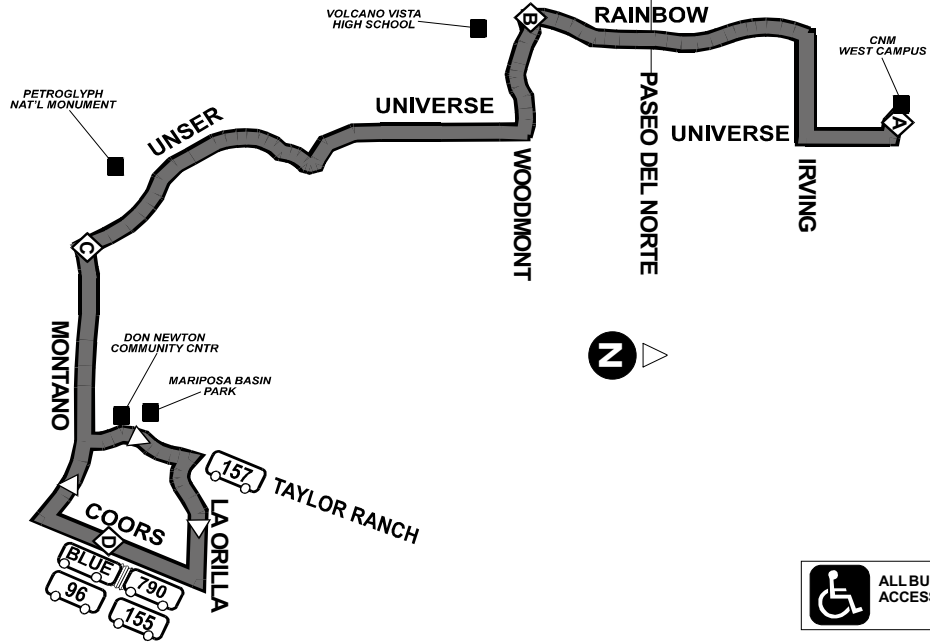 VOLCANO VISTA
HIGH SCHOOL
B
RAINBOW
CNM
WEST CAMPUS
PETROGLYPH
NAT'L MONUMENT
UNSER
UNIVERSE
PASEO DEL NORTE
UNIVERSE
A
WOODMONT
IRVING
C
MONTANO
DON NEWTON
COMMUNITY CNTR
MARIPOSA BASIN
PARK
N
157
TAYLOR RANCH
COORS
LA ORILLA
D
BLUE
790
96
155
ALL BU
ACCESS